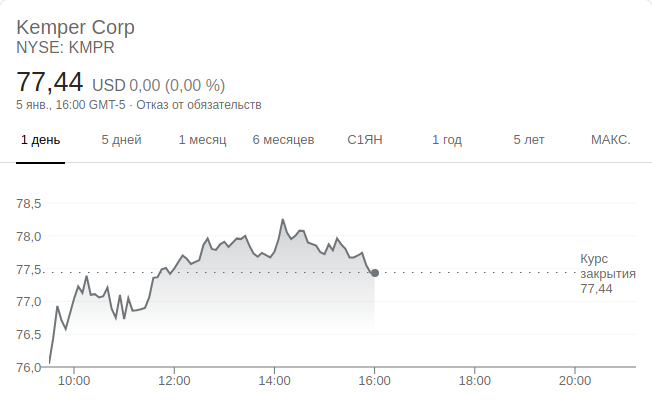 Kemper Corp
NYSE: KMPR
77,44 USD 0,00 (0,00 %)
5 янв., 16:00 GMT-5 · Отказ от обязательств
1 день 5 дней 1 месяц 6 месяцев С1ЯН 1 год 5 лет МАКС.
78,5
78,0
77,5
77,0
76,5
76,0
Курс
закрытия
77,44
10:00 12:00 14:00 16:00 18:00 20:00